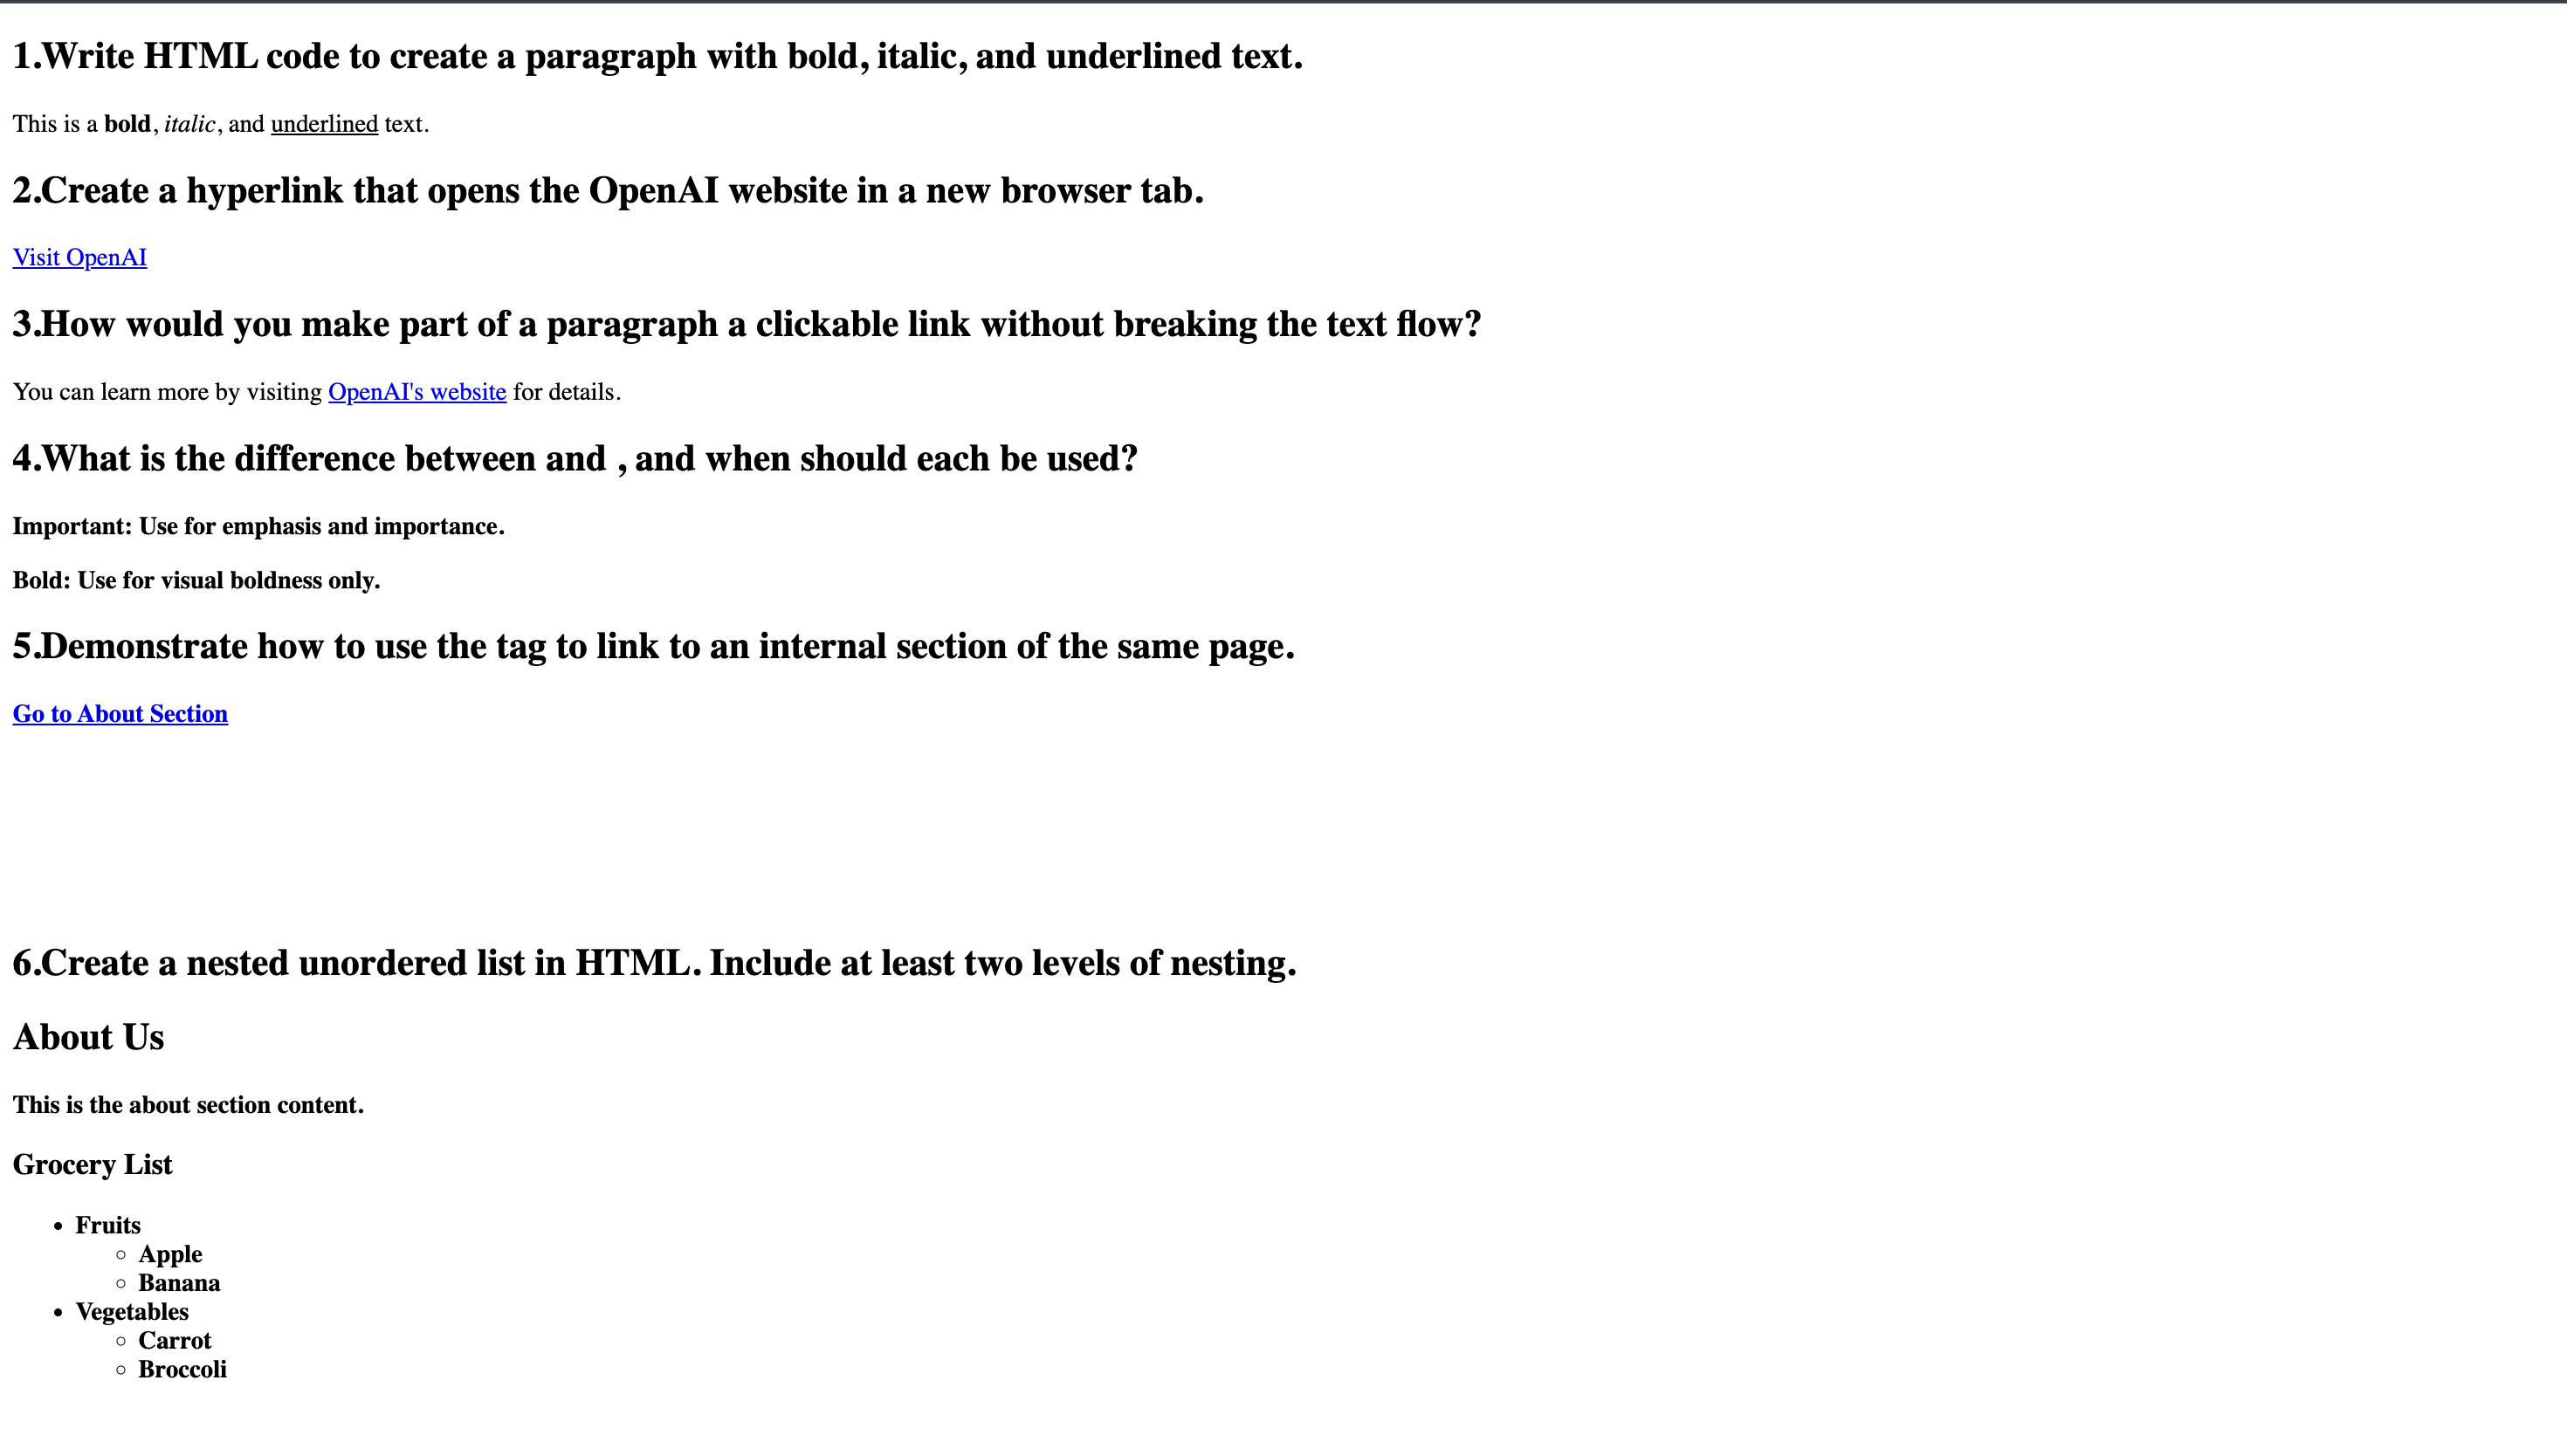 1.Write HTML code to create a paragraph with bold, italic, and underlined text.
This is a bold, italic, and underlined text.
2.Create a hyperlink that opens the OpenAI website in a new browser tab.
Visit OpenAI
3.How would you make part of a paragraph a clickable link without breaking the text flow?
You can learn more by visiting OpenAI's website for details.
4.What is the difference between and , and when should each be used?
Important: Use for emphasis and importance.
Bold: Use for visual boldness only.
5.Demonstrate how to use the tag to link to an internal section of the same page.
Go to About Section
6.Create a nested unordered list in HTML. Include at least two levels of nesting.
About Us
This is the about section content.
Grocery List
Fruits
Apple
Banana
Vegetables
Carrot
Broccoli